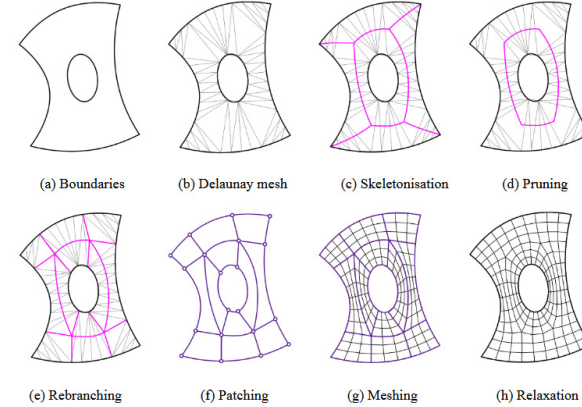 (a) Boundaries
(b) Delaunay mesh
(c) Skeletonisation
(d) Pruning
(e) Rebranching
(f) Patching
(g) Meshing
(h) Relaxation